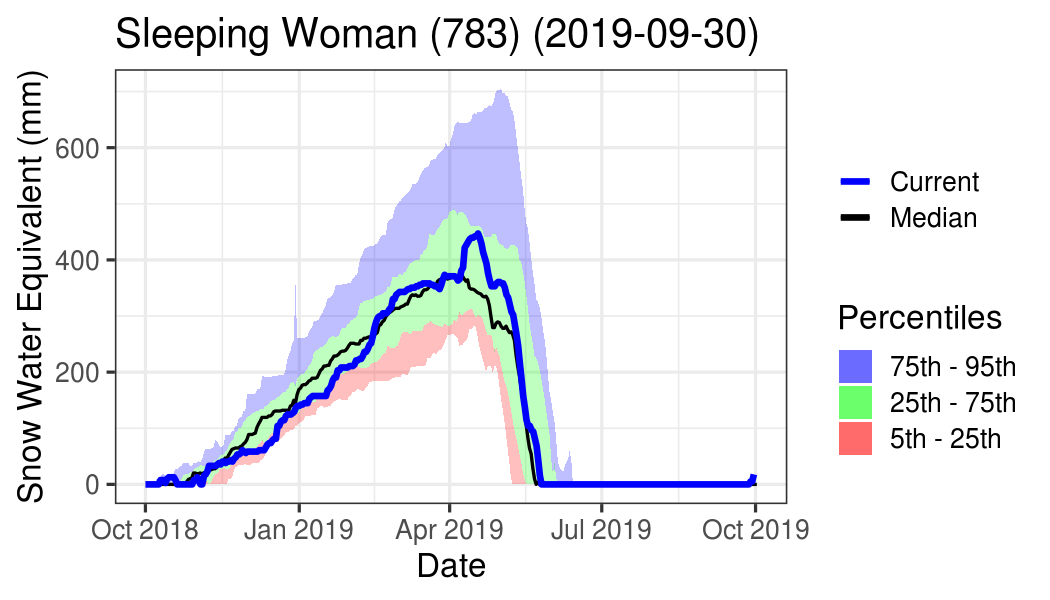 Sleeping Woman (783) (2019-09-30)
Snow Water Equivalent (mm)
600
400
200
0
Oct 2018
Jan 2019
Apr 2019
Jul 2019
Oct 2019
Date
Current
Median
Percentiles
75th - 95th
25th - 75th
5th - 25th